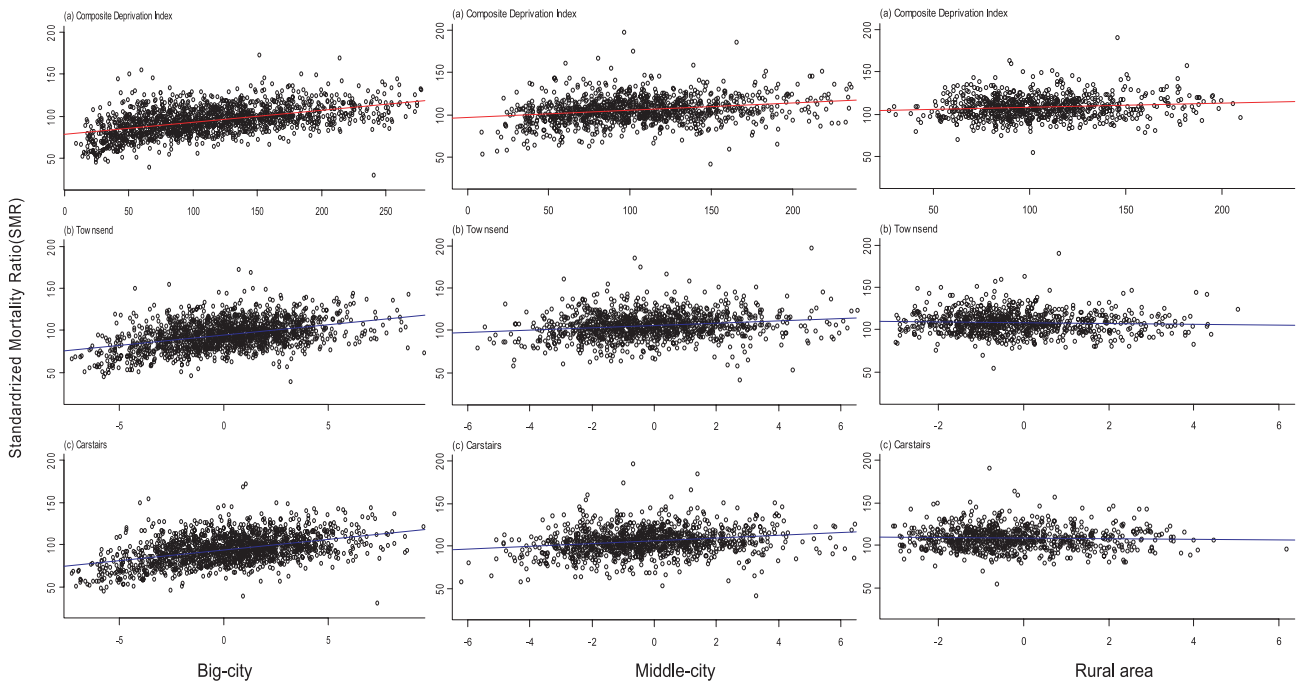 (a) Composite Deprivation Index
200
150
100
50
0 50 100 150 200 250
(a) Composite Deprivation Index
200
150
100
50
0 50 100 150 200
(a) Composite Deprivation Index
200
150
100
50
50 100 150 200
Standardrized Mortality Ratio(SMR)
(b) Tow nsend
200
150
100
50
-5 0 5
(b) Tow nsend
200
150
100
50
-6 -4 -2 0 2 4 6
(b) Tow nsend
200
150
100
50
-2 0 2 4 6
(c) Carstairs
200
150
100
50
-5 0 5
(c) Carstairs
200
150
100
50
-6 -4 -2 0 2 4 6
(c) Carstairs
200
150
100
50
-2 0 2 4 6
Big-city
Middle-city
Rural area